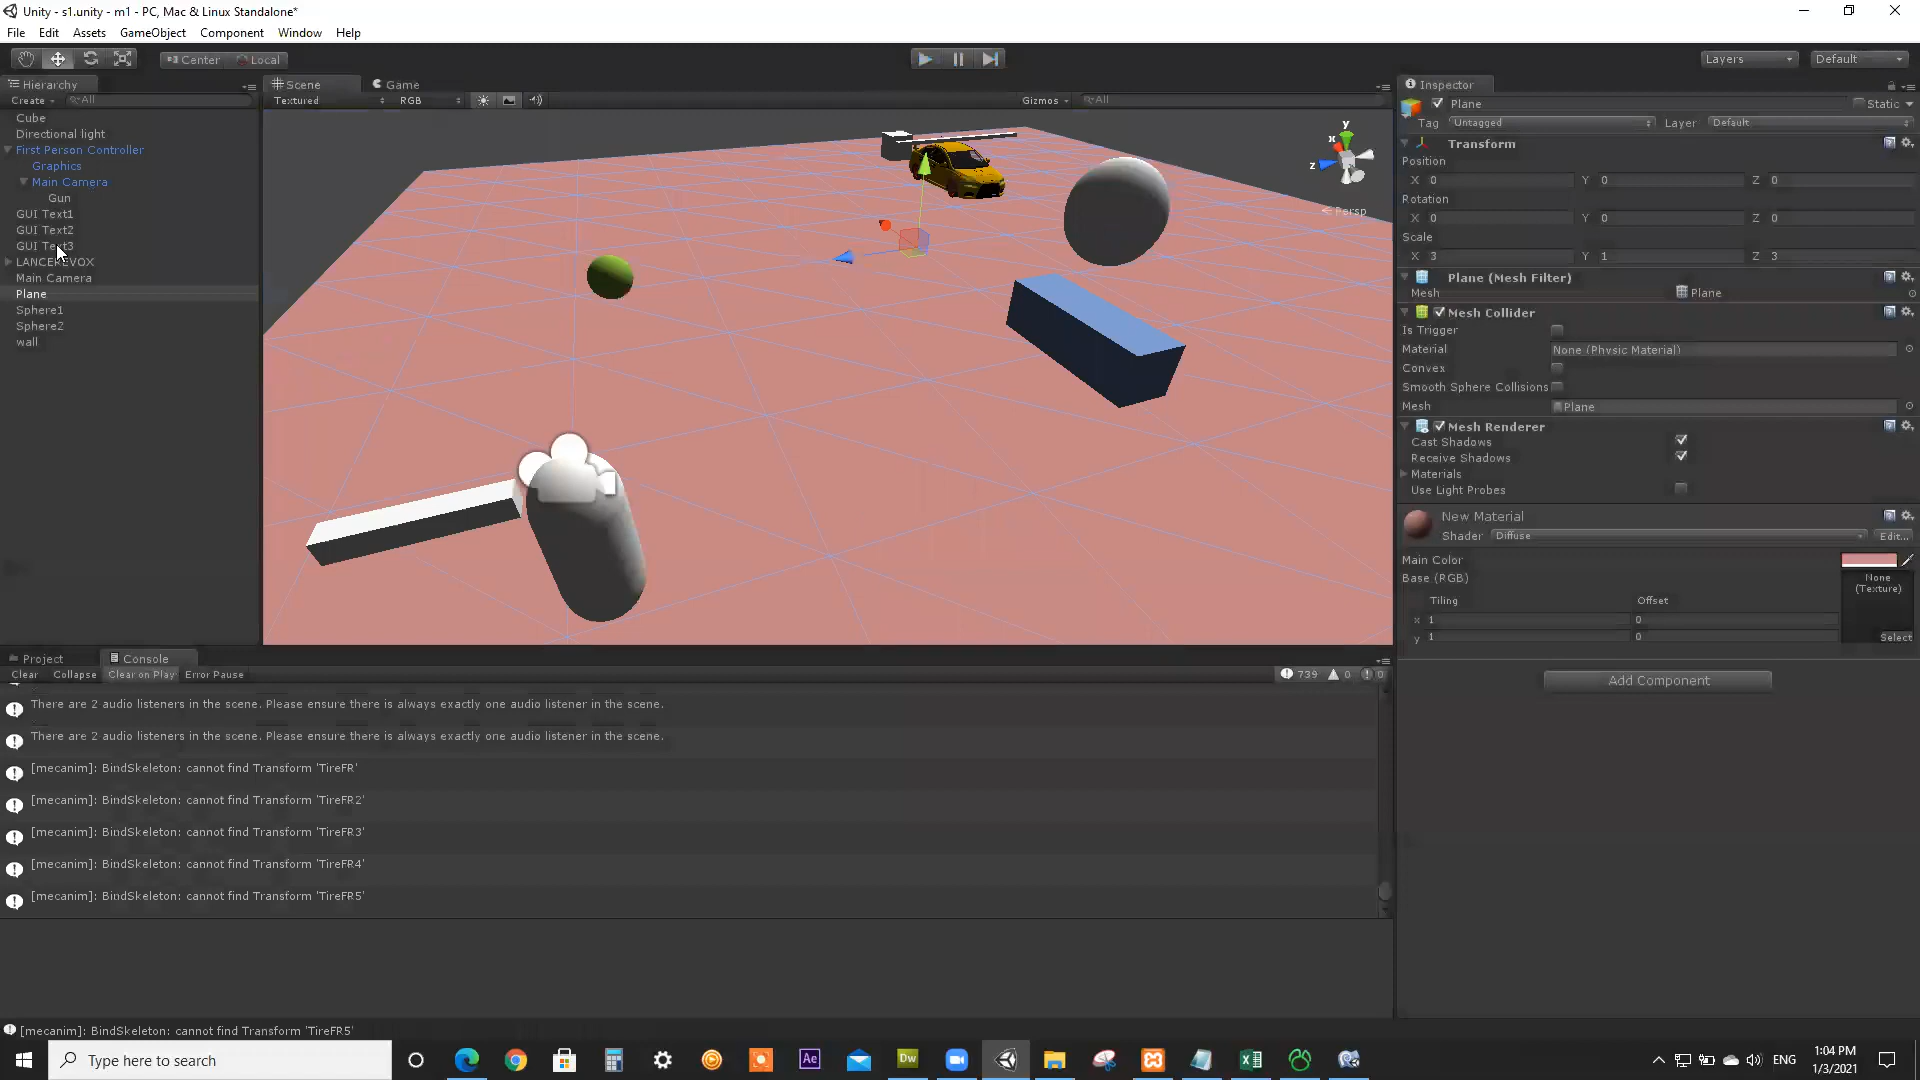 Unity - s1.unity - m1 - PC, Mac & Linux Standalone*
File Edit Assets GameObject Component Window Help
Center Local Layers Default
Hierarchy
Create All
Cube
Directional light
First Person Controller
Graphics
Main Camera
Gun
GUI Text1
GUI Text2
GUI Text3
LANCEREVOX
Main Camera
Plane
Sphere1
Sphere2
wall
Scene Game
Textured RGB Gizmos All
y
x
z
Persp
Inspector
Plane Static
Tag Untagged Layer Default
Transform
Position
X 0 Y 0 Z 0
Rotation
X 0 Y 0 Z 0
Scale
X 3 Y 1 Z 3
Plane (Mesh Filter)
Mesh Plane
Mesh Collider
Is Trigger
Material None (Physic Material)
Convex
Smooth Sphere Collisions
Mesh Plane
Mesh Renderer
Cast Shadows
Receive Shadows
Materials
Use Light Probes
New Material
Shader Diffuse Edit...
Main Color
Base (RGB)
None
(Texture)
Tiling Offset
x 1 0
y 1 0
Select
Add Component
Project Console
Clear Collapse Clear on Play Error Pause 739 0 0
There are 2 audio listeners in the scene. Please ensure there is always exactly one audio listener in the scene.
There are 2 audio listeners in the scene. Please ensure there is always exactly one audio listener in the scene.
[mecanim]: BindSkeleton: cannot find Transform 'TireFR'
[mecanim]: BindSkeleton: cannot find Transform 'TireFR2'
[mecanim]: BindSkeleton: cannot find Transform 'TireFR3'
[mecanim]: BindSkeleton: cannot find Transform 'TireFR4'
[mecanim]: BindSkeleton: cannot find Transform 'TireFR5'
[mecanim]: BindSkeleton: cannot find Transform 'TireFR5'
Type here to search
Ae
Dw
ENG
1:04 PM
1/3/2021